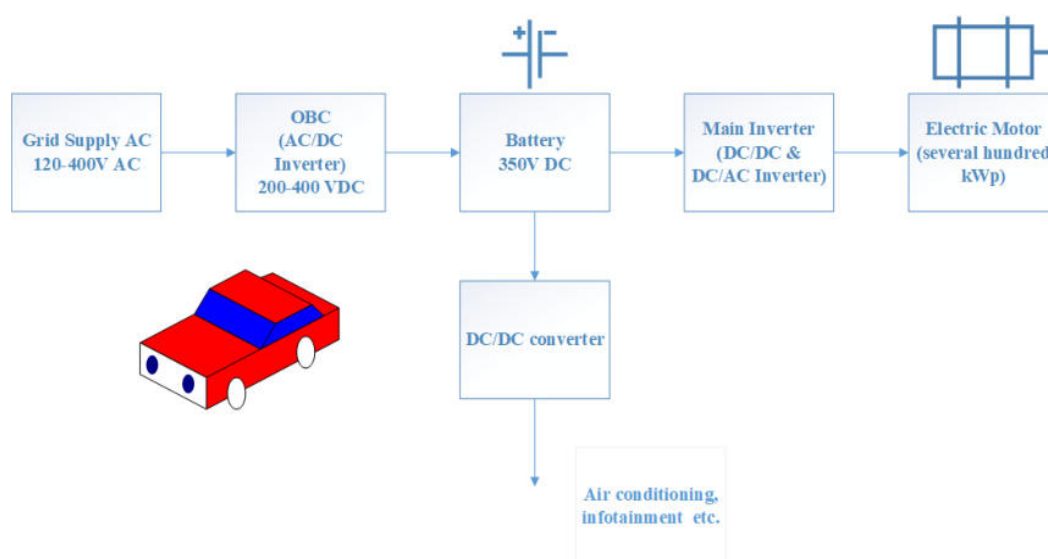 Grid Supply AC
120-400V AC
OBC
(AC/DC
Inverter)
200-400 VDC
Battery
350V DC
Main Inverter
(DC/DC &
DC/AC Inverter)
Electric Motor
(several hundred
kWp)
DC/DC converter
Air conditioning,
infotainment etc.